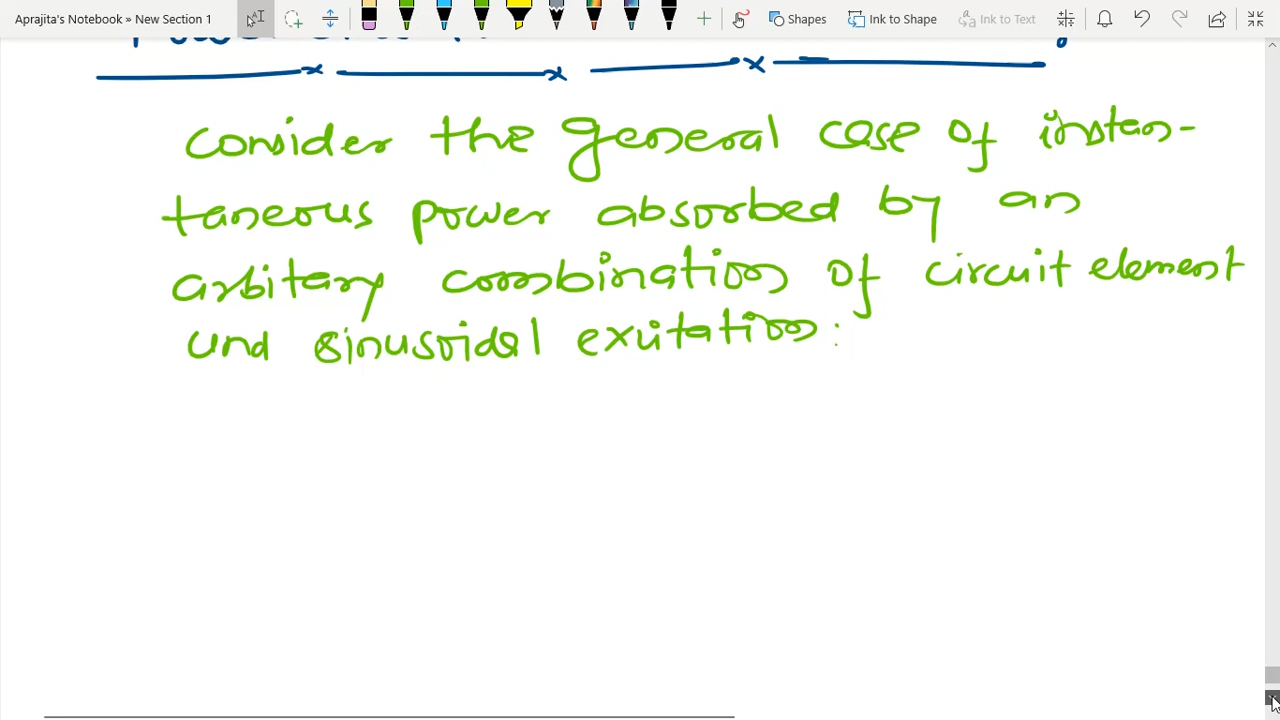 Aprajita's Notebook » New Section 1
Shapes
Ink to Shape
Ink to Text
consider the general case of instan-
taneous power absorbed by an
arbitary combination of circuit element
und sinusoidal exutation: